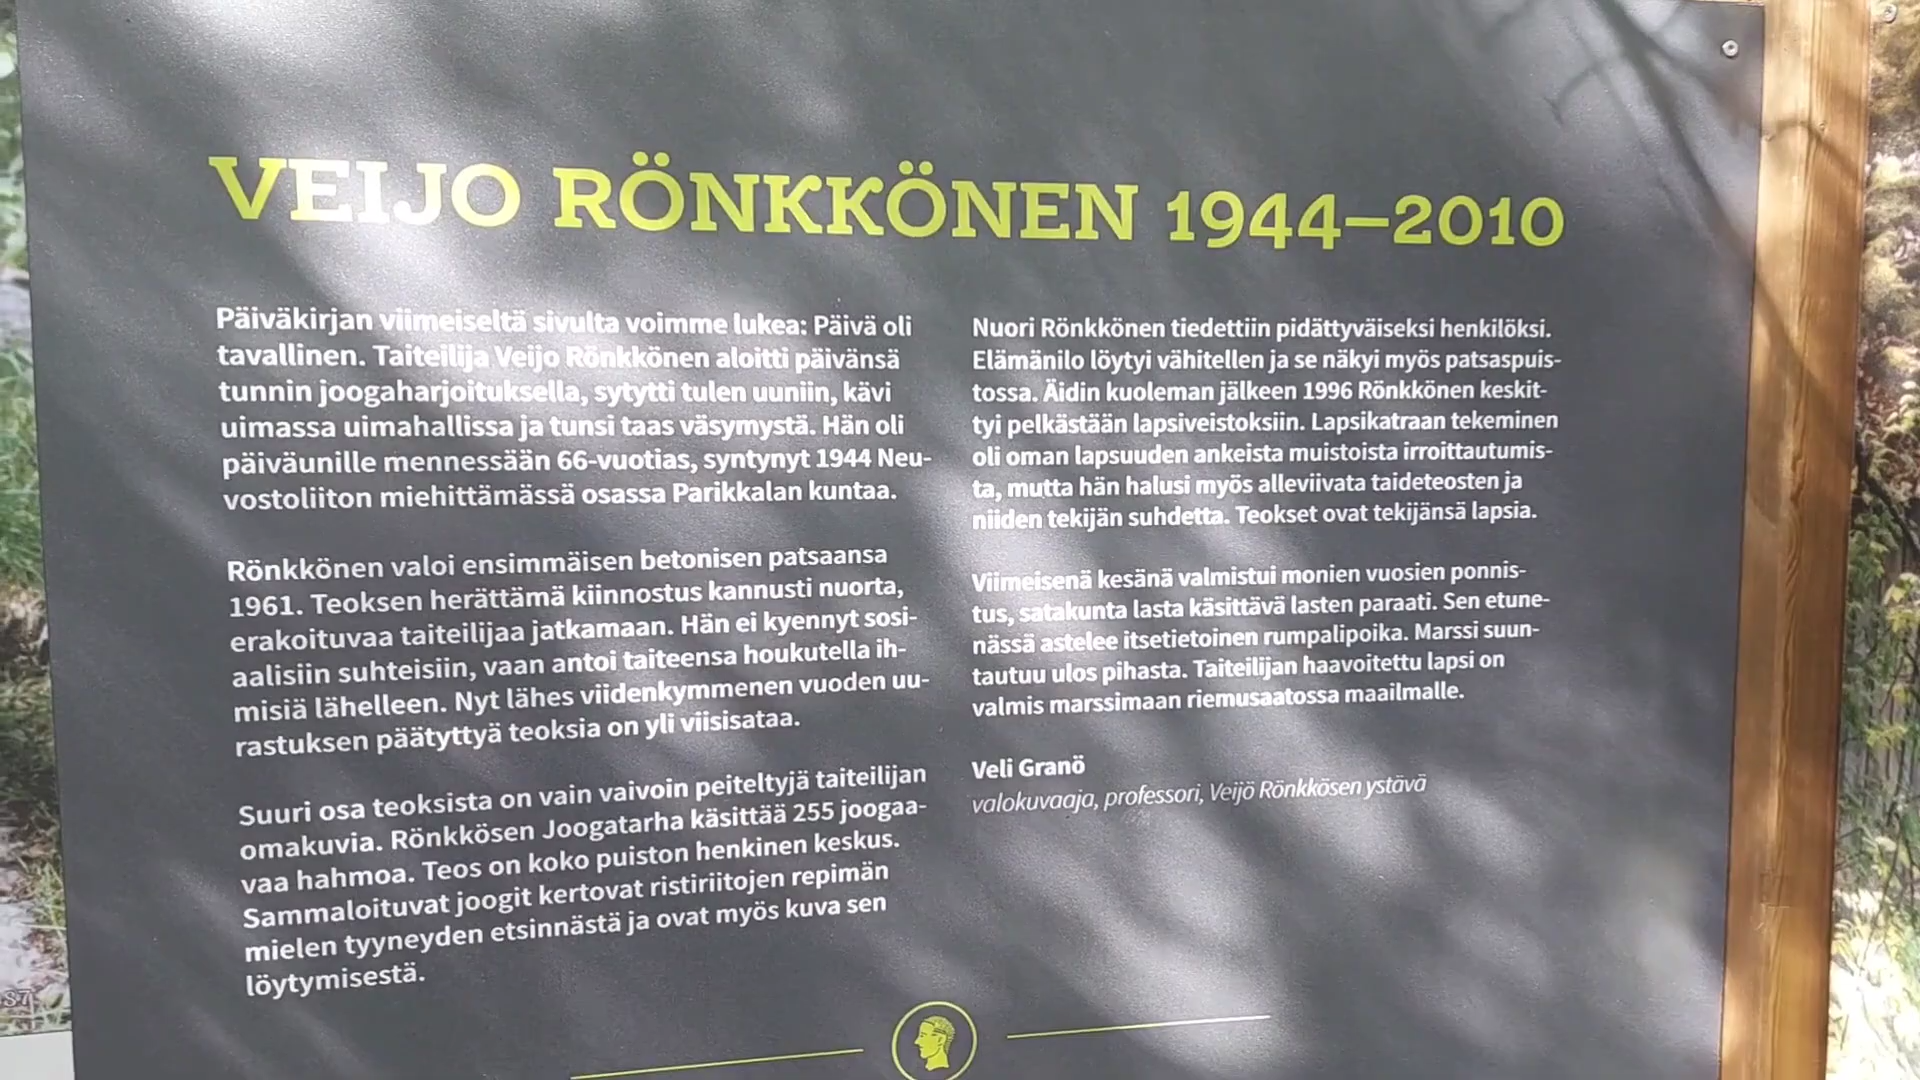 VEIJO RÖNKKÖNEN 1944–2010
Päiväkirjan viimeiseltä sivulta voimme lukea: Päivä oli
tavallinen. Taiteilija Veijo Rönkkönen aloitti päivänsä
tunnin joogaharjoituksella, sytytti tulen uuniin, kävi
uimassa uimahallissa ja tunsi taas väsymystä. Hän oli
päiväunille mennessään 66-vuotias, syntynyt 1944 Neu-
vostoliiton miehittämässä osassa Parikkalan kuntaa.
Rönkkönen valoi ensimmäisen betonisen patsaansa
1961. Teoksen herättämä kiinnostus kannusti nuorta,
erakoituvaa taiteilijaa jatkamaan. Hän ei kyennyt sosi-
aalisiin suhteisiin, vaan antoi taiteensa houkutella ih-
misiä lähelleen. Nyt lähes viidenkymmenen vuoden uu-
rastuksen päätyttyä teoksia on yli viisisataa.
Suuri osa teoksista on vain vaivoin peiteltyjä taiteilijan
omakuvia. Rönkkösen Joogatarha käsittää 255 joogaa-
vaa hahmoa. Teos on koko puiston henkinen keskus.
Sammaloituvat joogit kertovat ristiriitojen repimän
mielen tyyneyden etsinnästä ja ovat myös kuva sen
löytymisestä.
Nuori Rönkkönen tiedettiin pidättyväiseksi henkilöksi.
Elämänilo löytyi vähitellen ja se näkyi myös patsaspuis-
tossa. Äidin kuoleman jälkeen 1996 Rönkkönen keskit-
tyi pelkästään lapsiveistoksiin. Lapsikatraan tekeminen
oli oman lapsuuden ankeista muistoista irroittautumis-
ta, mutta hän halusi myös alleviivata taideteosten ja
niiden tekijän suhdetta. Teokset ovat tekijänsä lapsia.
Viimeisenä kesänä valmistui monien vuosien ponnis-
tus, satakunta lasta käsittävä lasten paraati. Sen etune-
nässä astelee itsetietoinen rumpalipoika. Marssi suun-
tautuu ulos pihasta. Taiteilijan haavoitettu lapsi on
valmis marssimaan riemusaatossa maailmalle.
Veli Granö
valokuvaaja, professori, Veijo Rönkkösen ystävä